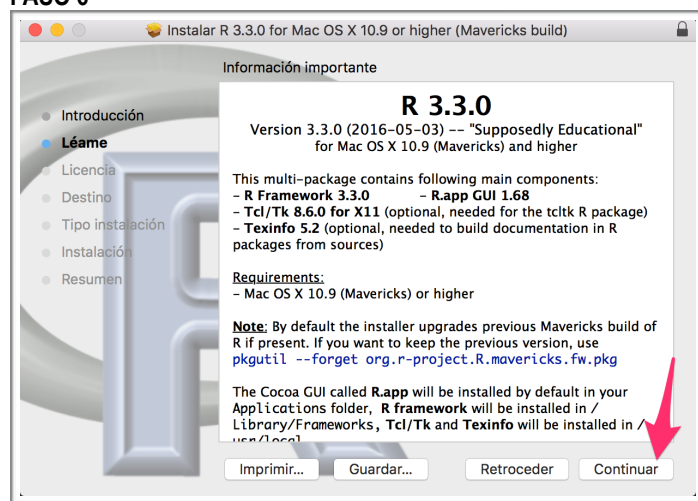 PASO 6
Instalar R 3.3.0 for Mac OS X 10.9 or higher (Mavericks build)
Información importante
Introducción
Léame
Licencia
Destino
Tipo instalación
Instalación
Resumen
R 3.3.0
Version 3.3.0 (2016-05-03) -- "Supposedly Educational"
for Mac OS X 10.9 (Mavericks) and higher
This multi-package contains following main components:
- R Framework 3.3.0 - R.app GUI 1.68
- Tcl/Tk 8.6.0 for X11 (optional, needed for the tcltk R package)
- Texinfo 5.2 (optional, needed to build documentation in R
packages from sources)
Requirements:
- Mac OS X 10.9 (Mavericks) or higher
Note: By default the installer upgrades previous Mavericks build of
R if present. If you want to keep the previous version, use
pkgutil --forget org.r-project.R.mavericks.fw.pkg
The Cocoa GUI called R.app will be installed by default in your
Applications folder, R framework will be installed in /
Library/Frameworks, Tcl/Tk and Texinfo will be installed in /
usr/local
Imprimir... Guardar... Retroceder Continuar